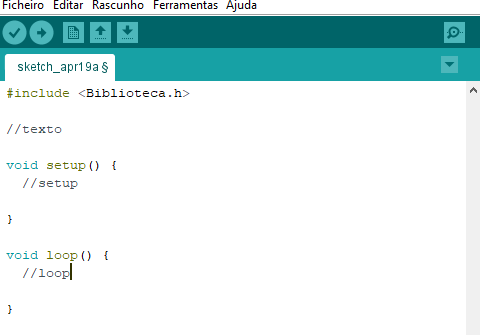 Ficheiro Editar Rascunho Ferramentas Ajuda
sketch_apr19a §
#include <Biblioteca.h>
//texto
void setup() {
//setup
}
void loop() {
//loop
}